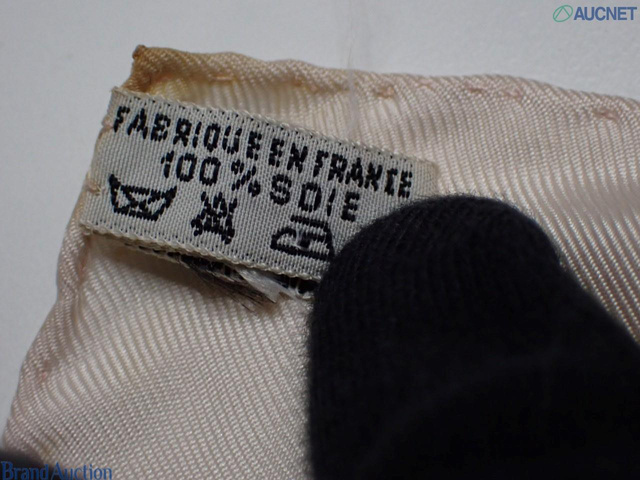 AUCNET
FABRIQUE EN FRANCE
100% SOIE
Brand Auction